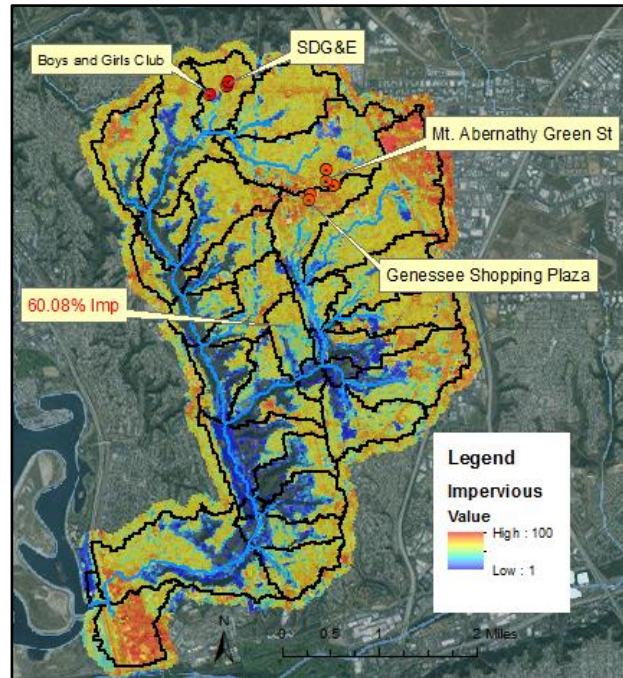 SDG&E
Boys and Girls Club
Mt. Abernathy Green St
Genessee Shopping Plaza
60.08% Imp
Legend
Impervious
Value
High : 100
Low : 1
N
0 0.5 1 2 Miles